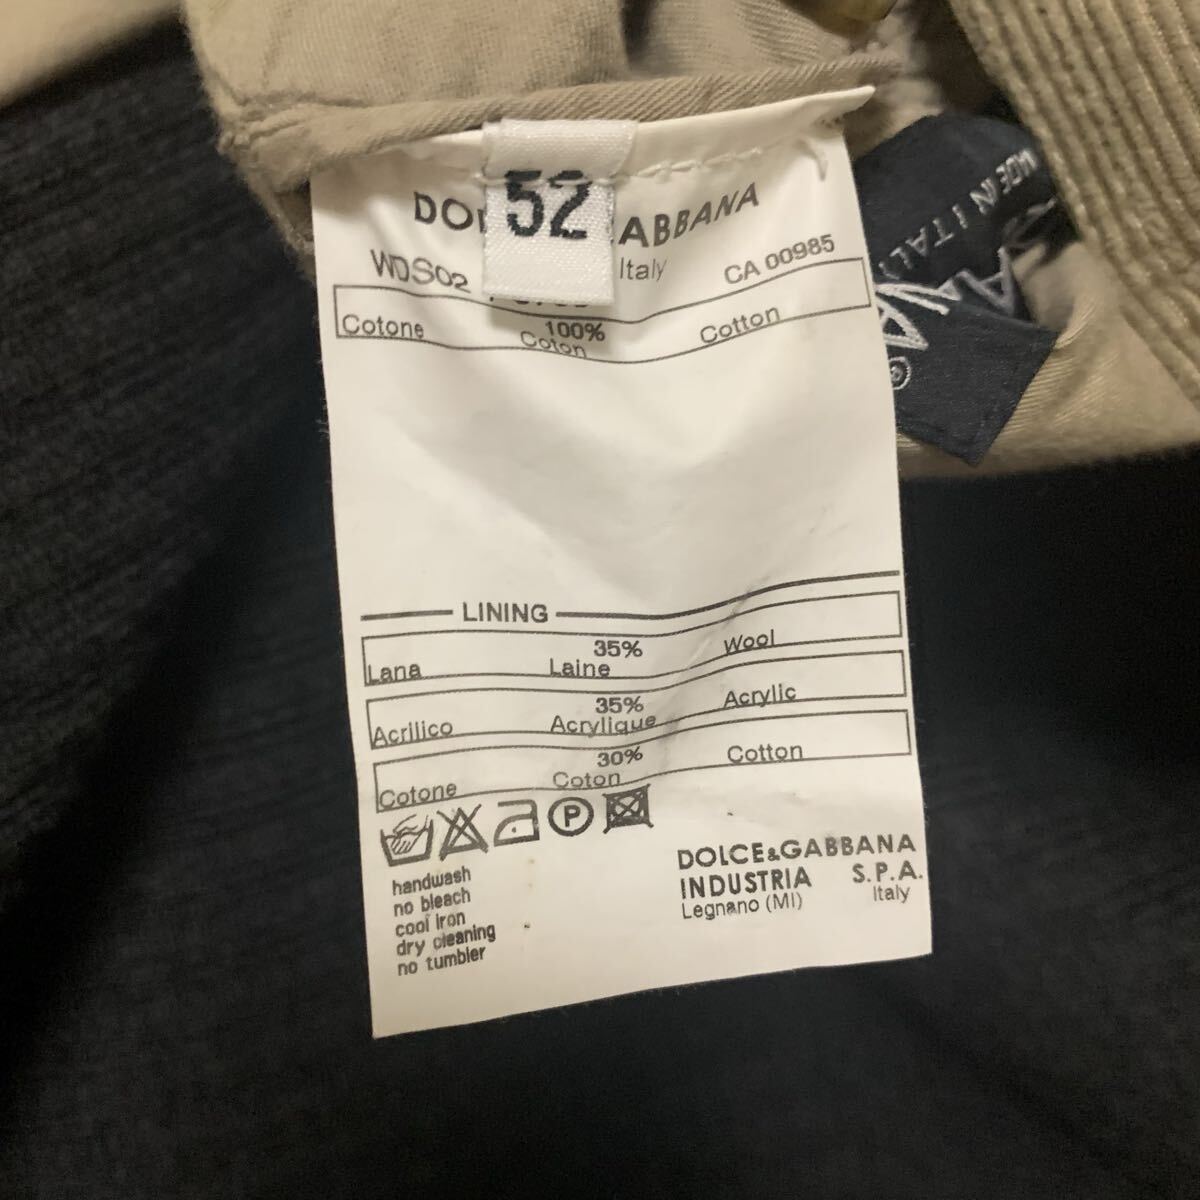 52
DOL ABBANA
WDS02 Italy CA 00985
100%
Cotone Coton Cotton
LINING
35%
Lana Laine Wool
35%
Acrilico Acrylique Acrylic
30%
Cotone Coton Cotton
P
handwash
no bleach
cool iron
dry cleaning
no tumbler
DOLCE&GABBANA
INDUSTRIA S.P.A.
Legnano (MI) Italy
MADE IN ITALY
®